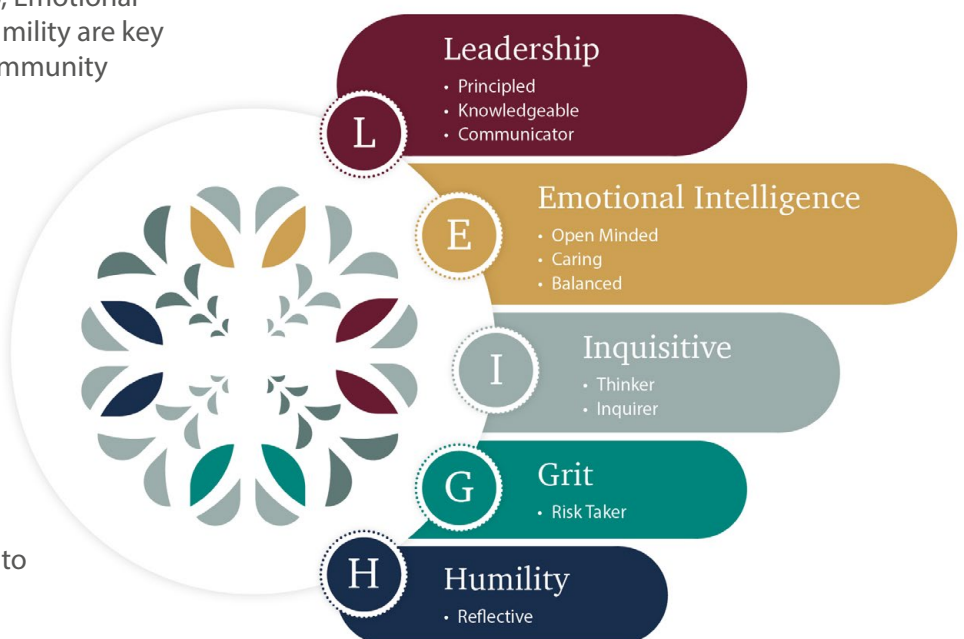 Emotional
mility are key
mmunity
L
Leadership
• Principled
• Knowledgeable
• Communicator
E
Emotional Intelligence
• Open Minded
• Caring
• Balanced
I
Inquisitive
• Thinker
• Inquirer
G
Grit
• Risk Taker
to
H
Humility
• Reflective